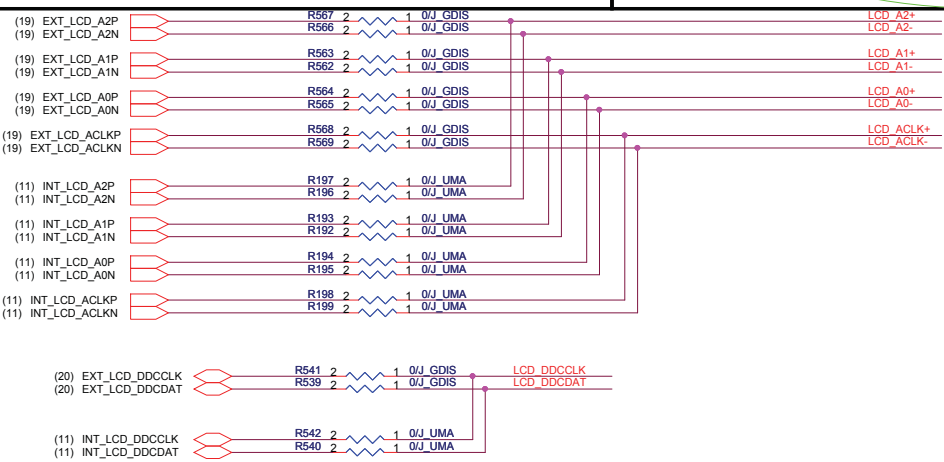 (19) EXT_LCD_A2P R567 2 1 0/J_GDIS LCD_A2+
(19) EXT_LCD_A2N R566 2 1 0/J_GDIS LCD_A2-
(19) EXT_LCD_A1P R563 2 1 0/J_GDIS LCD_A1+
(19) EXT_LCD_A1N R562 2 1 0/J_GDIS LCD_A1-
(19) EXT_LCD_A0P R564 2 1 0/J_GDIS LCD_A0+
(19) EXT_LCD_A0N R565 2 1 0/J_GDIS LCD_A0-
(19) EXT_LCD_ACLKP R568 2 1 0/J_GDIS LCD_ACLK+
(19) EXT_LCD_ACLKN R569 2 1 0/J_GDIS LCD_ACLK-
(11) INT_LCD_A2P R197 2 1 0/J_UMA
(11) INT_LCD_A2N R196 2 1 0/J_UMA
(11) INT_LCD_A1P R193 2 1 0/J_UMA
(11) INT_LCD_A1N R192 2 1 0/J_UMA
(11) INT_LCD_A0P R194 2 1 0/J_UMA
(11) INT_LCD_A0N R195 2 1 0/J_UMA
(11) INT_LCD_ACLKP R198 2 1 0/J_UMA
(11) INT_LCD_ACLKN R199 2 1 0/J_UMA
(20) EXT_LCD_DDCCLK R541 2 1 0/J_GDIS LCD_DDCCLK
(20) EXT_LCD_DDCDAT R539 2 1 0/J_GDIS LCD_DDCDAT
(11) INT_LCD_DDCCLK R542 2 1 0/J_UMA
(11) INT_LCD_DDCDAT R540 2 1 0/J_UMA